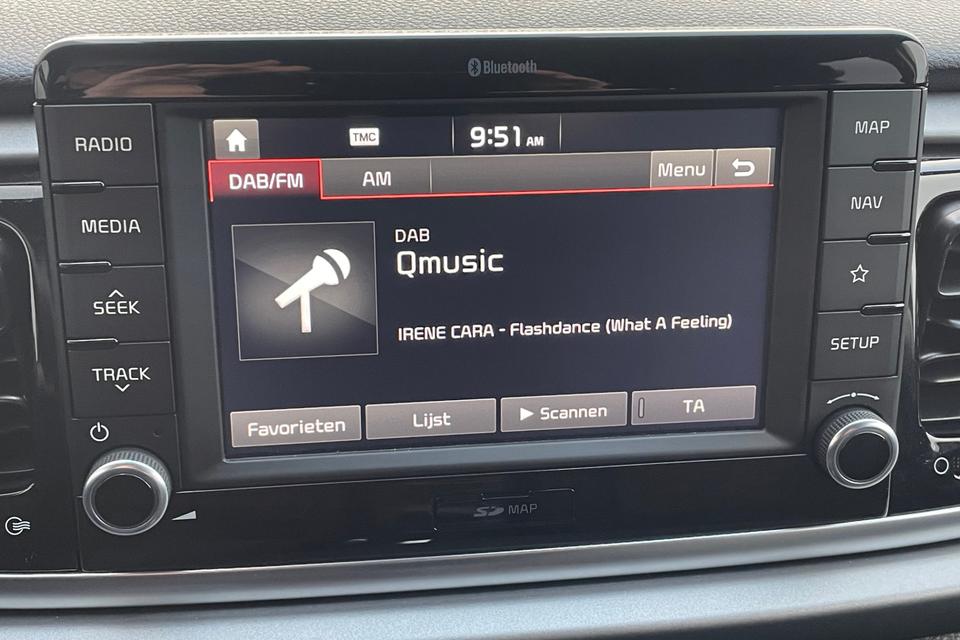 Bluetooth
RADIO
MEDIA
SEEK
TRACK
TMC
9:51 AM
DAB/FM AM Menu
DAB
Qmusic
IRENE CARA - Flashdance (What A Feeling)
Favorieten Lijst Scannen TA
MAP
NAV
SETUP
SD MAP